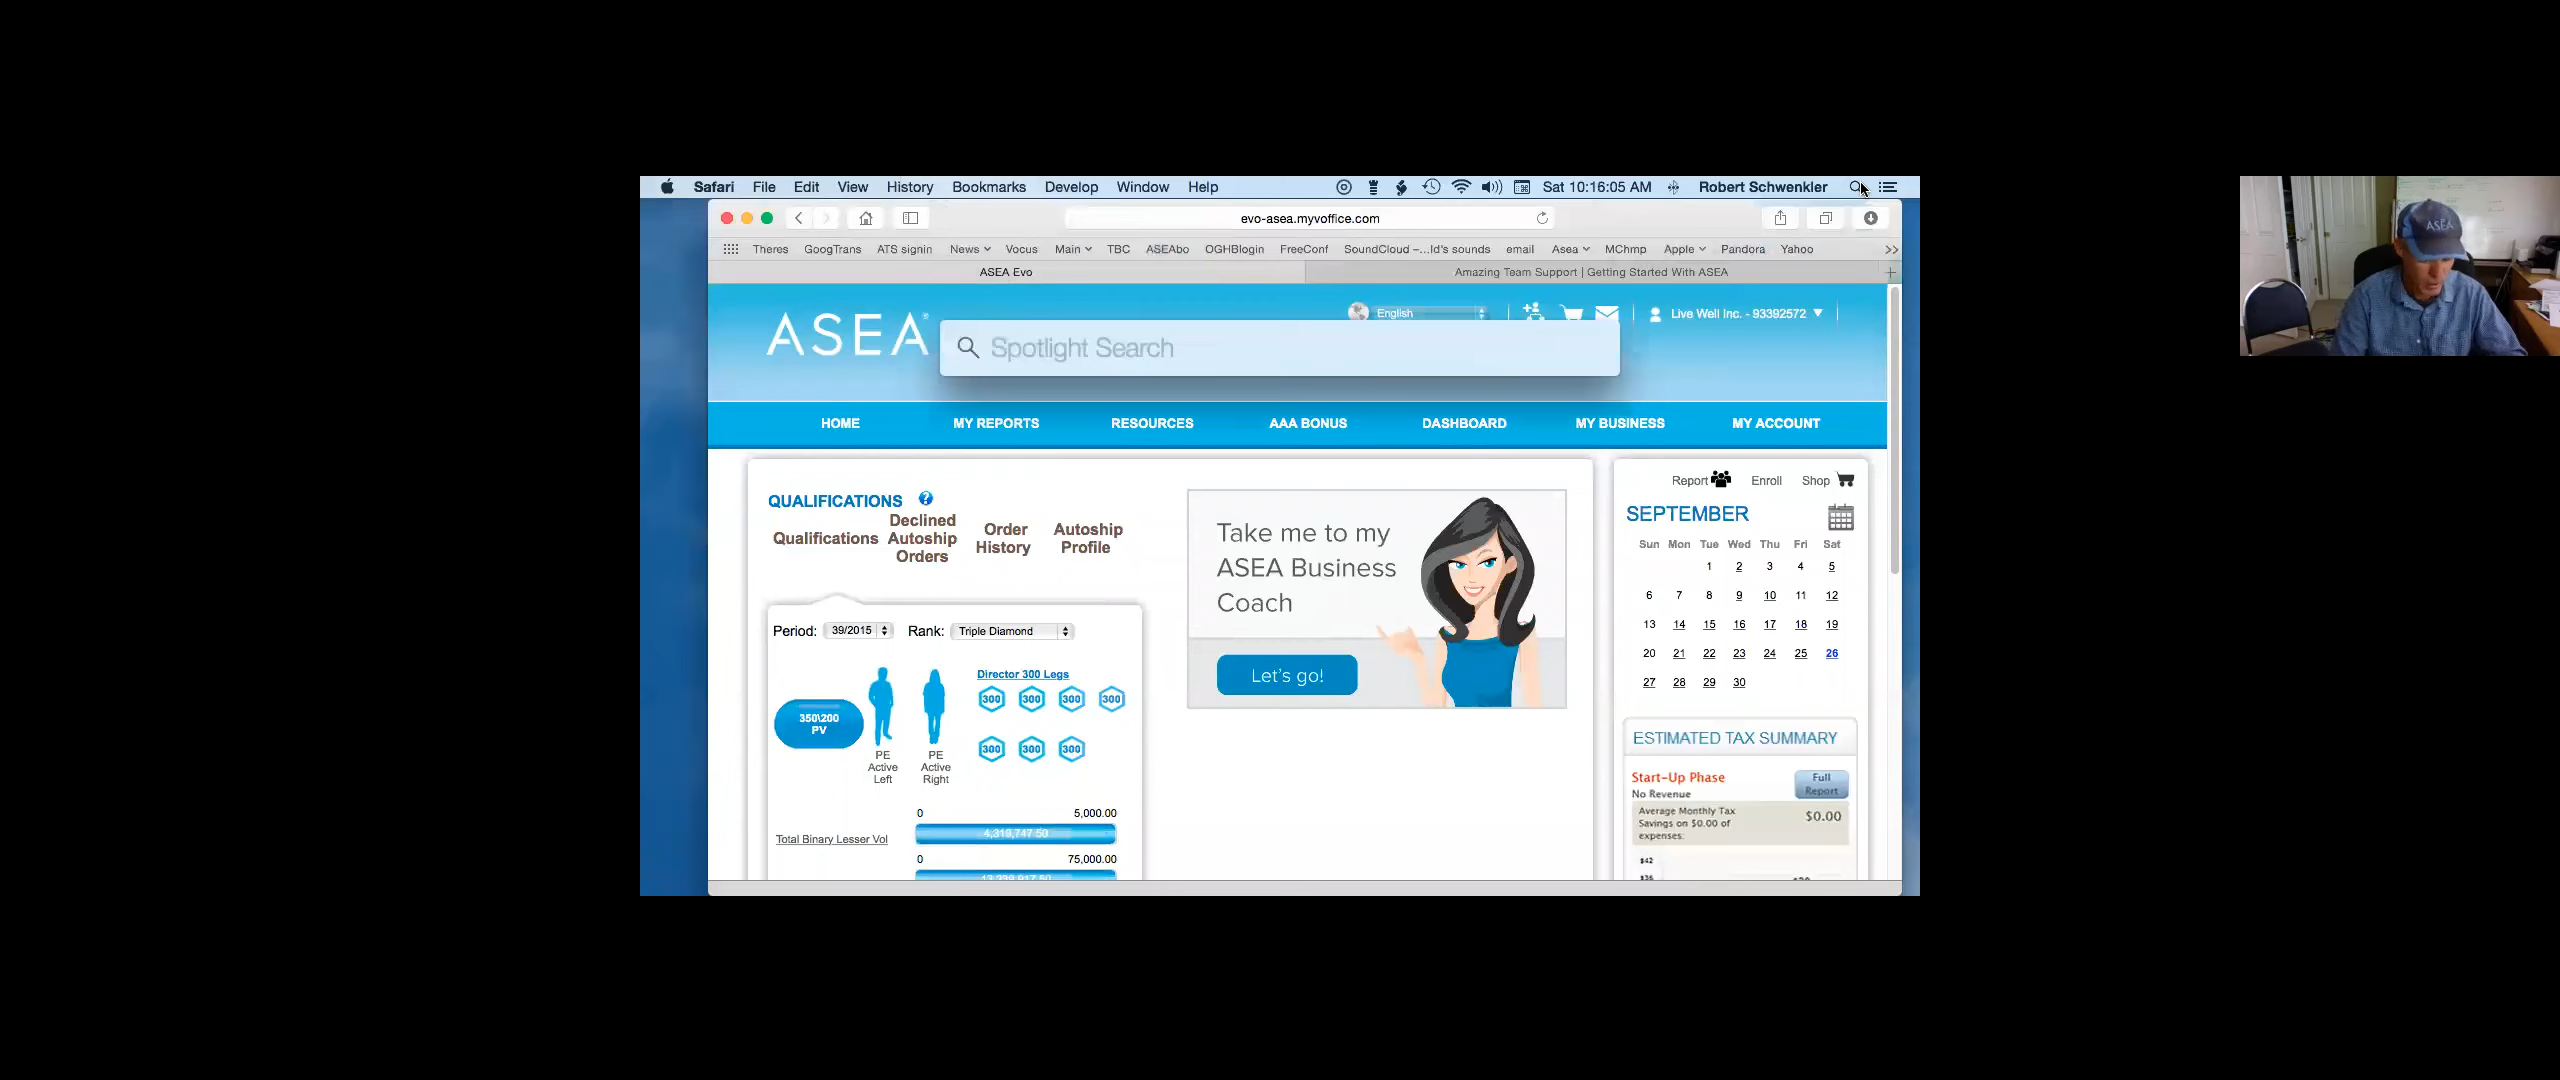 Safari File Edit View History Bookmarks Develop Window Help Sat 10:16:05 AM Robert Schwenkler
evo-asea.myvoffice.com
Theres GoogTrans ATS signin News Vocus Main TBC ASEAbo OGHBlogin FreeConf SoundCloud –...ld's sounds email Asea MChmp Apple Pandora Yahoo
ASEA Evo Amazing Team Support | Getting Started With ASEA
English Live Well Inc. - 93392572
ASEA
Spotlight Search
ASEA
HOME MY REPORTS RESOURCES AAA BONUS DASHBOARD MY BUSINESS MY ACCOUNT
QUALIFICATIONS ?
Qualifications
Declined
Autoship
Orders
Order
History
Autoship
Profile
Period: 39/2015 Rank: Triple Diamond
Director 300 Legs
300 300 300 300
300 300 300
350\200
PV
PE
Active
Left
PE
Active
Right
0 5,000.00
Total Binary Lesser Vol 4,319,747.50
0 75,000.00
Take me to my
ASEA Business
Coach
Let's go!
Report Enroll Shop
SEPTEMBER
Sun Mon Tue Wed Thu Fri Sat
1 2 3 4 5
6 7 8 9 10 11 12
13 14 15 16 17 18 19
20 21 22 23 24 25 26
27 28 29 30
ESTIMATED TAX SUMMARY
Start-Up Phase
No Revenue
Full
Report
Average Monthly Tax
Savings on $0.00 of
expenses:
$0.00
$42
$36